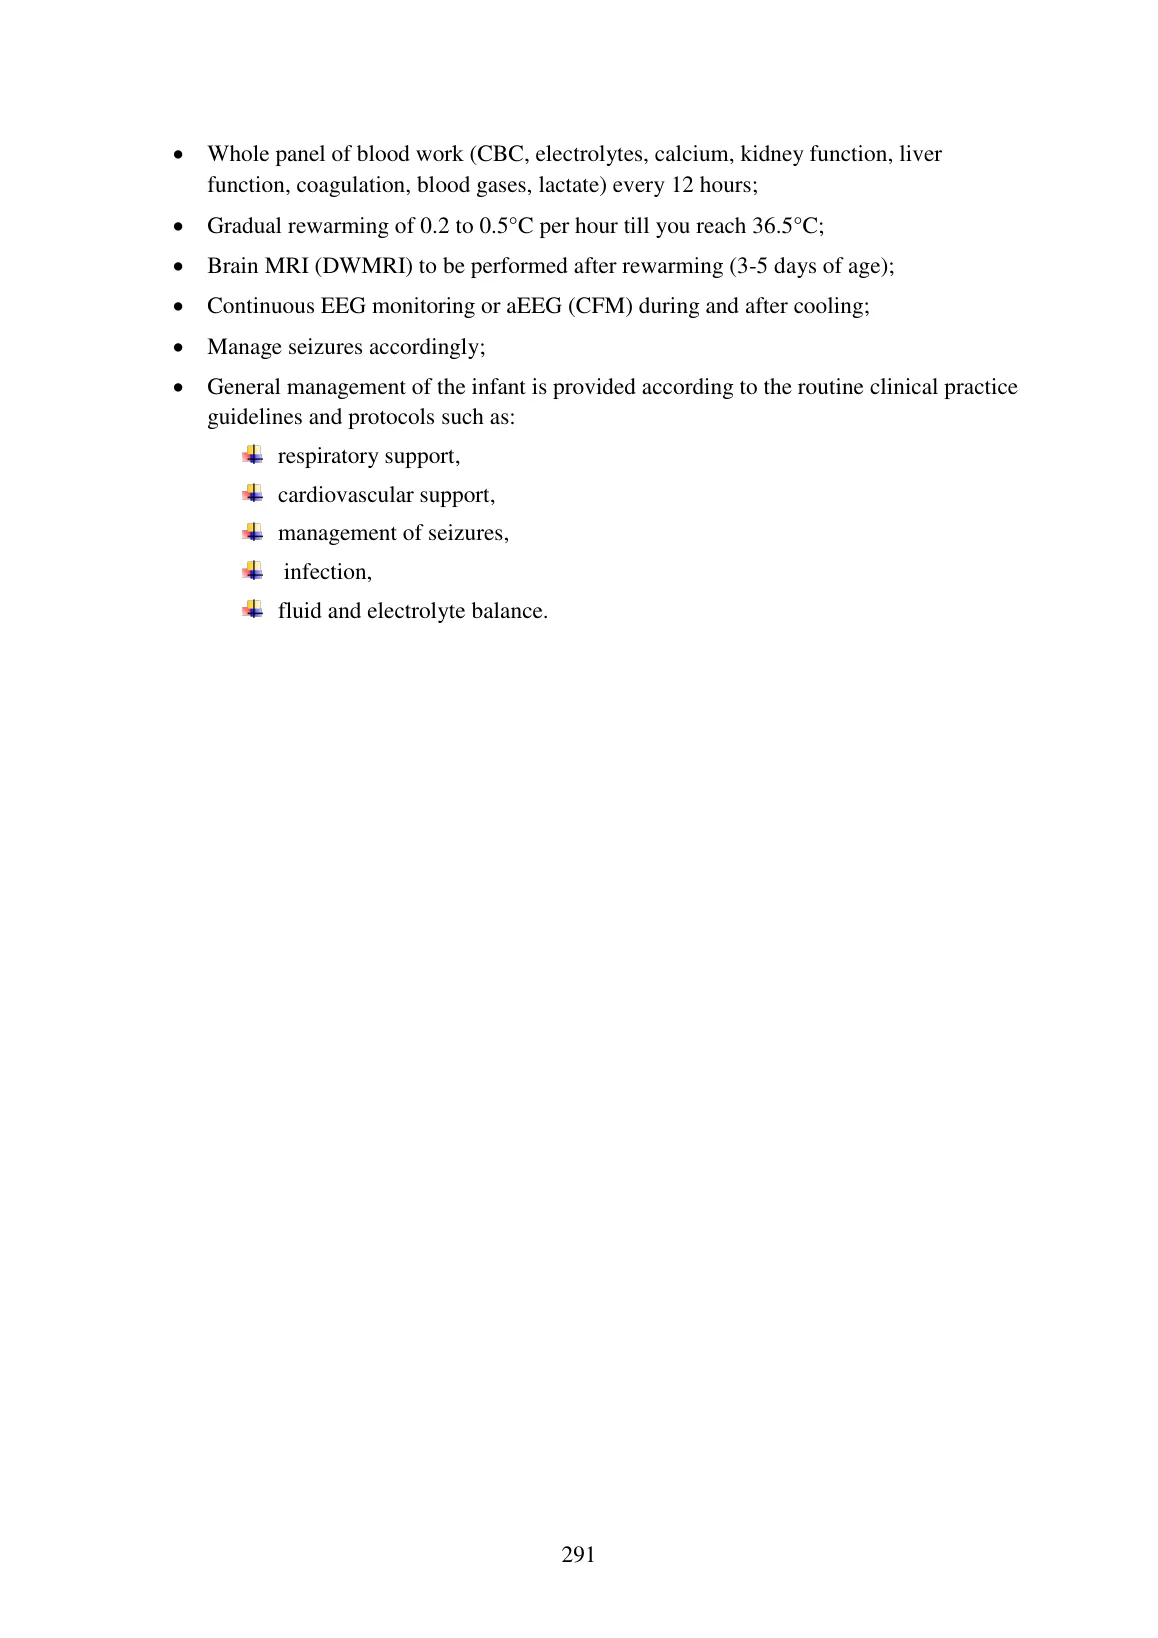 • Whole panel of blood work (CBC, electrolytes, calcium, kidney function, liver
function, coagulation, blood gases, lactate) every 12 hours;
• Gradual rewarming of 0.2 to 0.5°C per hour till you reach 36.5°C;
• Brain MRI (DWMRI) to be performed after rewarming (3-5 days of age);
• Continuous EEG monitoring or aEEG (CFM) during and after cooling;
• Manage seizures accordingly;
• General management of the infant is provided according to the routine clinical practice
guidelines and protocols such as:
respiratory support,
cardiovascular support,
management of seizures,
infection,
fluid and electrolyte balance.
291